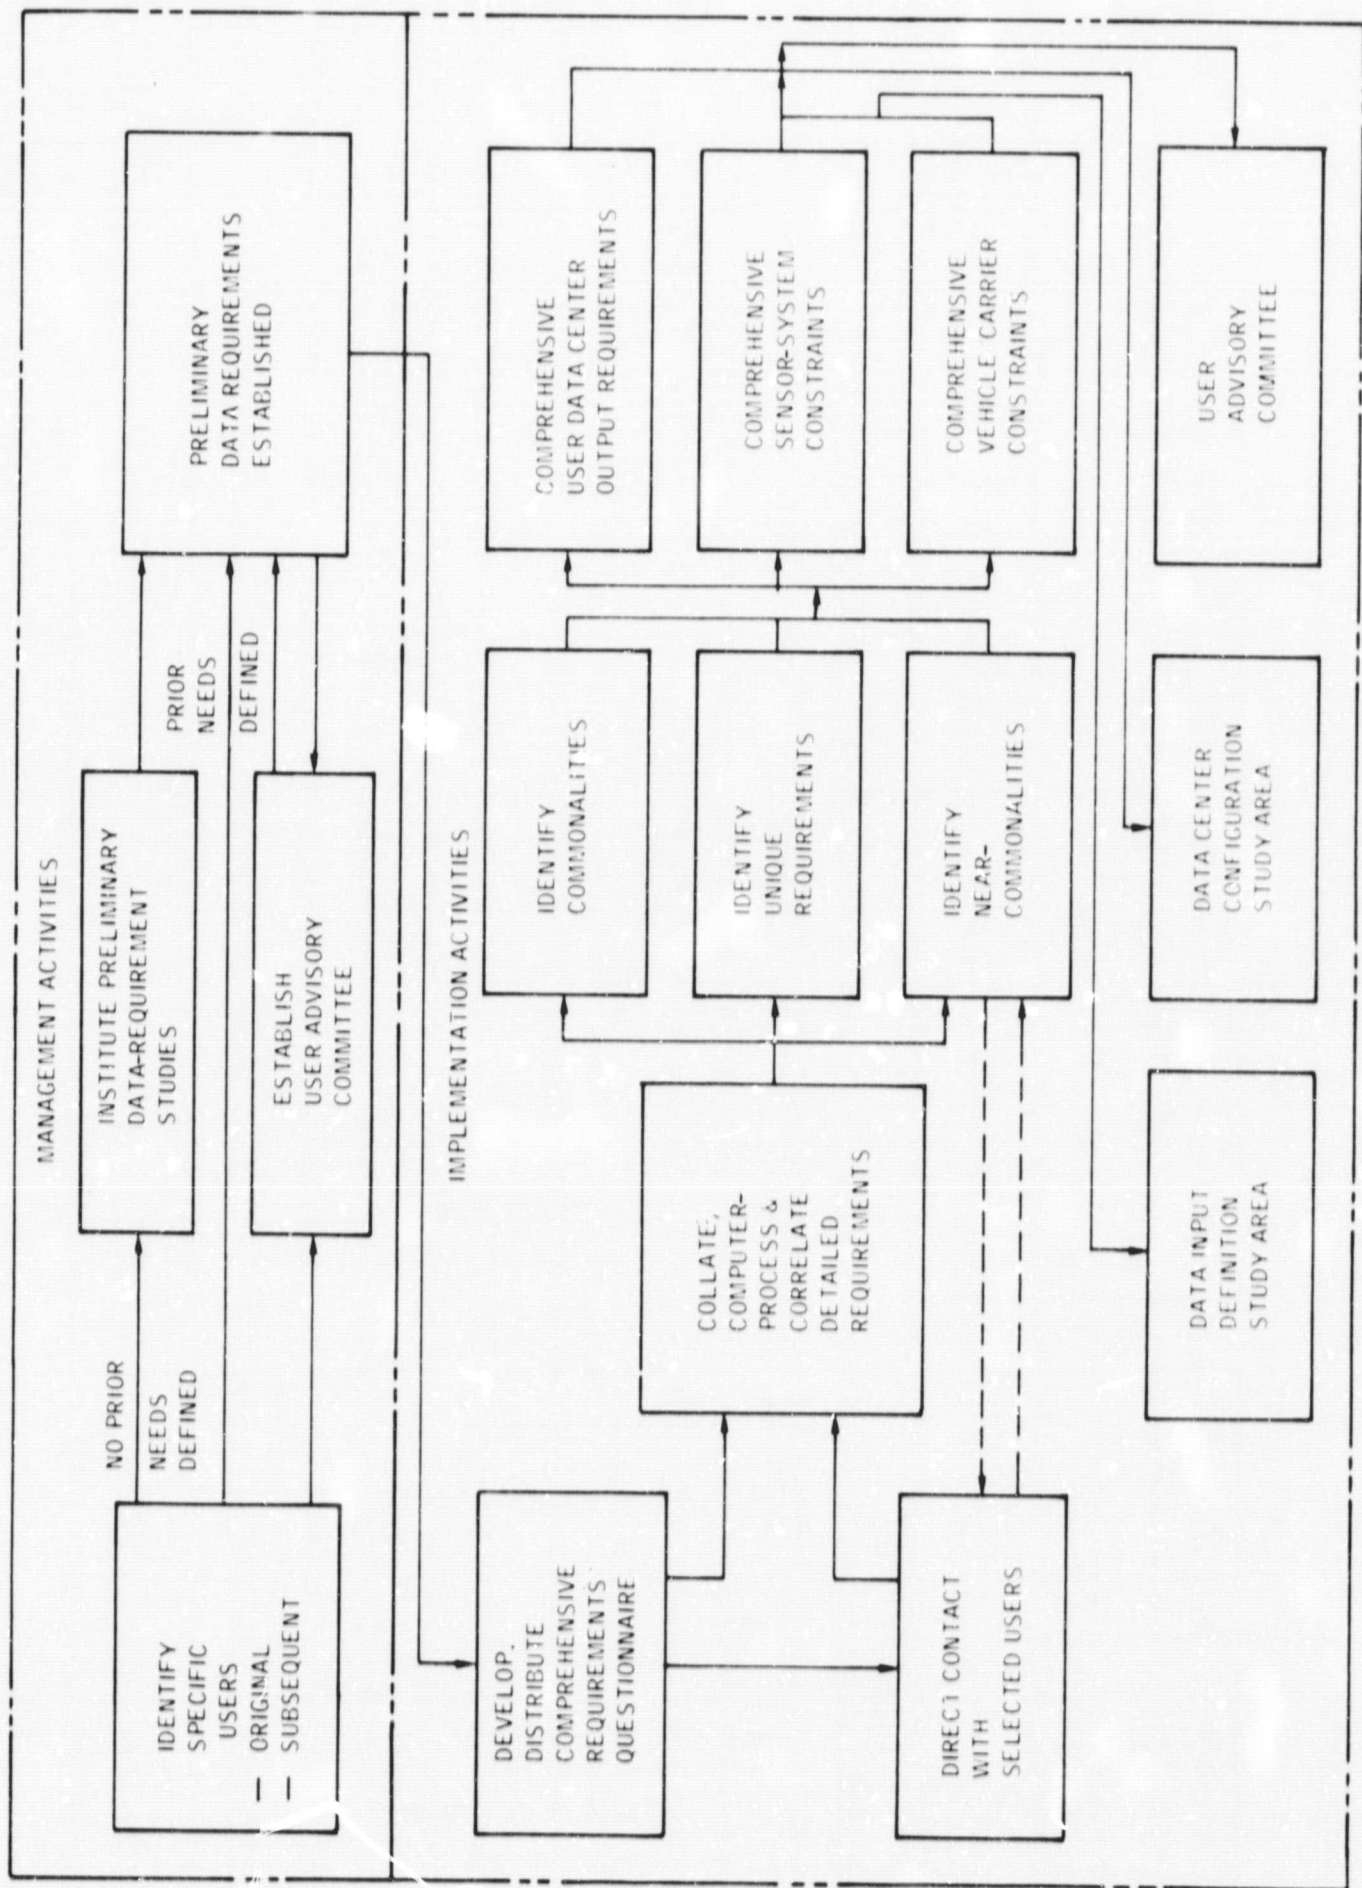 MANAGEMENT ACTIVITIES
IDENTIFY
SPECIFIC
USERS
— ORIGINAL
— SUBSEQUENT
NO PRIOR
NEEDS
DEFINED
INSTITUTE PRELIMINARY
DATA-REQUIREMENT
STUDIES
ESTABLISH
USER ADVISORY
COMMITTEE
PRIOR
NEEDS
DEFINED
PRELIMINARY
DATA REQUIREMENTS
ESTABLISHED
IMPLEMENTATION ACTIVITIES
DEVELOP.
DISTRIBUTE
COMPREHENSIVE
REQUIREMENTS
QUESTIONNAIRE
DIRECT CONTACT
WITH
SELECTED USERS
COLLATE,
COMPUTER-
PROCESS &
CORRELATE
DETAILED
REQUIREMENTS
IDENTIFY
COMMONALITIES
IDENTIFY
UNIQUE
REQUIREMENTS
IDENTIFY
NEAR-
COMMONALITIES
COMPREHENSIVE
USER DATA CENTER
OUTPUT REQUIREMENTS
COMPREHENSIVE
SENSOR-SYSTEM
CONSTRAINTS
COMPREHENSIVE
VEHICLE CARRIER
CONSTRAINTS
DATA INPUT
DEFINITION
STUDY AREA
DATA CENTER
CONFIGURATION
STUDY AREA
USER
ADVISORY
COMMITTEE